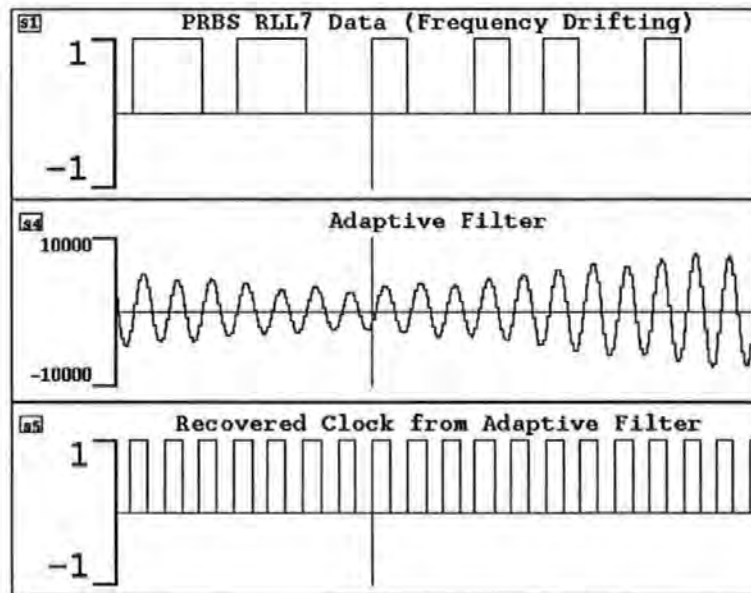 s1
PRBS RLL7 Data (Frequency Drifting)
1
-1
s4
Adaptive Filter
10000
-10000
s5
Recovered Clock from Adaptive Filter
1
-1